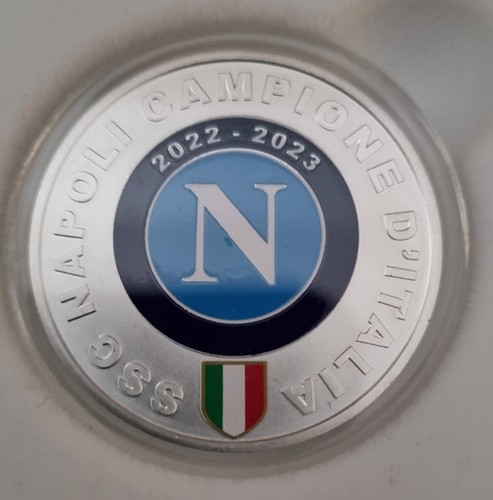 SSC NAPOLI CAMPIONE D'ITALIA
2022 - 2023
N